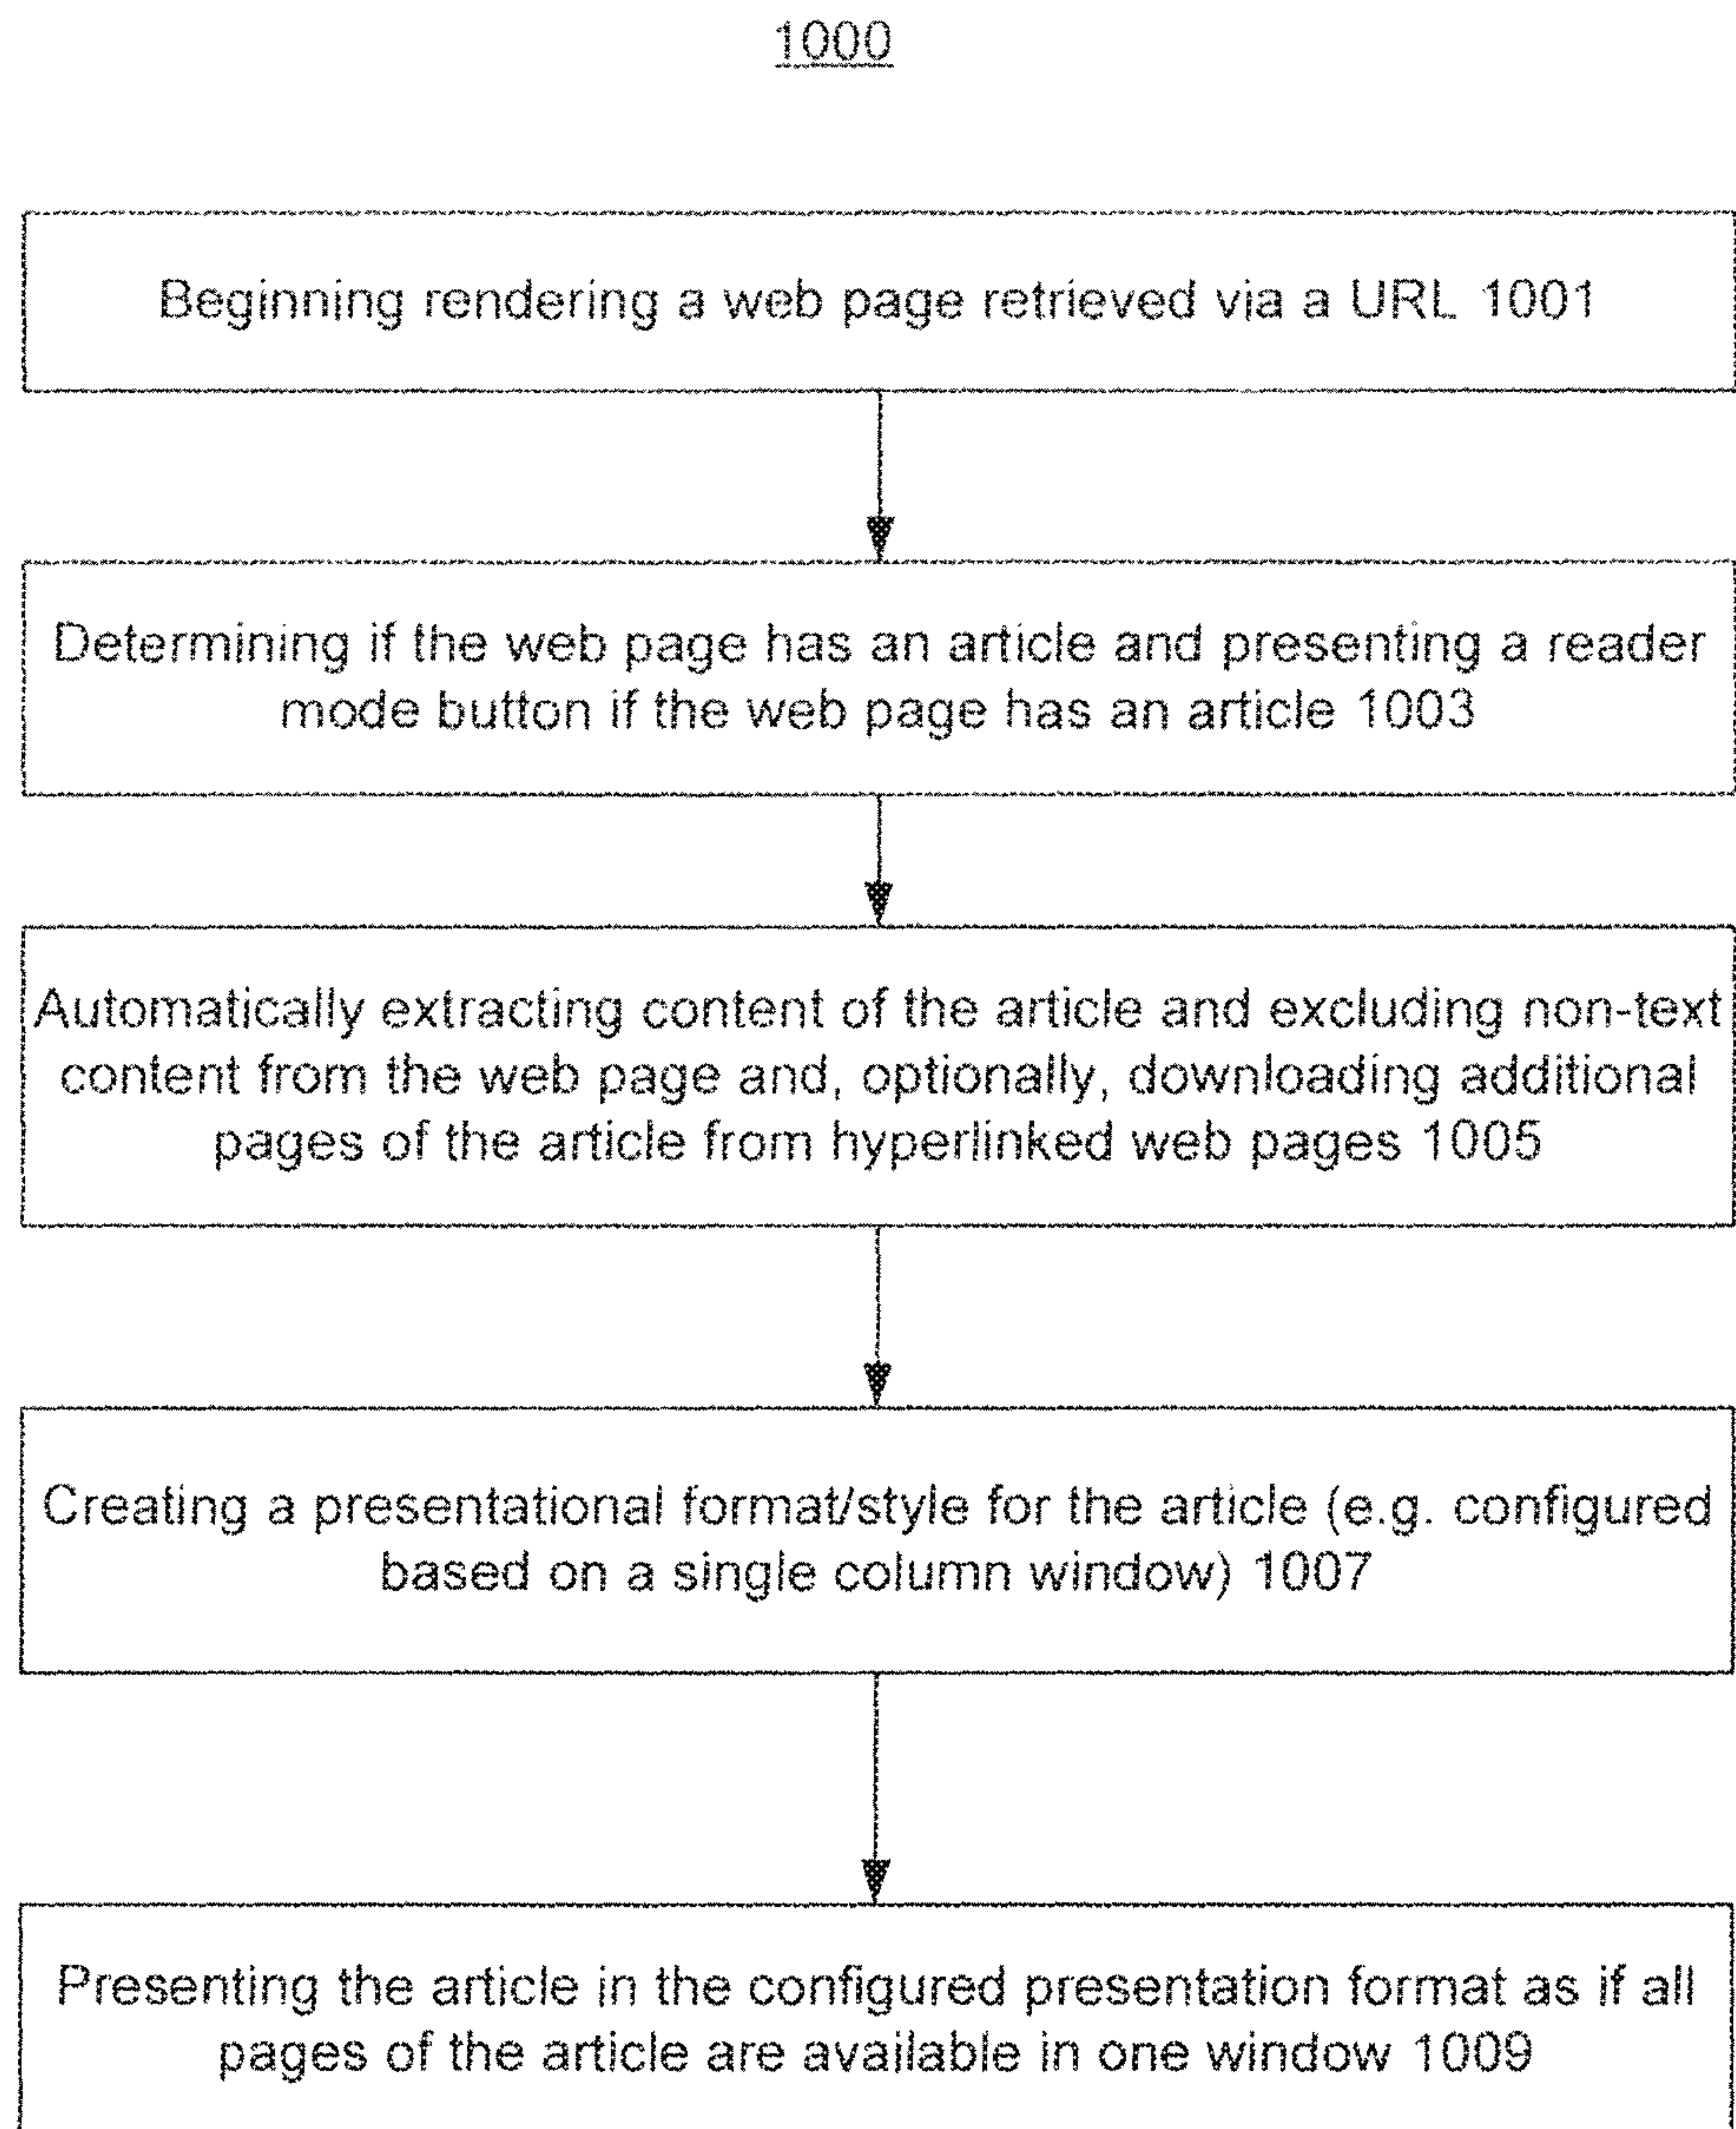 1000
Beginning rendering a web page retrieved via a URL 1001
Determining if the web page has an article and presenting a reader
mode button if the web page has an article 1003
Automatically extracting content of the article and excluding non-text
content from the web page and, optionally, downloading additional
pages of the article from hyperlinked web pages 1005
Creating a presentational format/style for the article (e.g. configured
based on a single column window) 1007
Presenting the article in the configured presentation format as if all
pages of the article are available in one window 1009